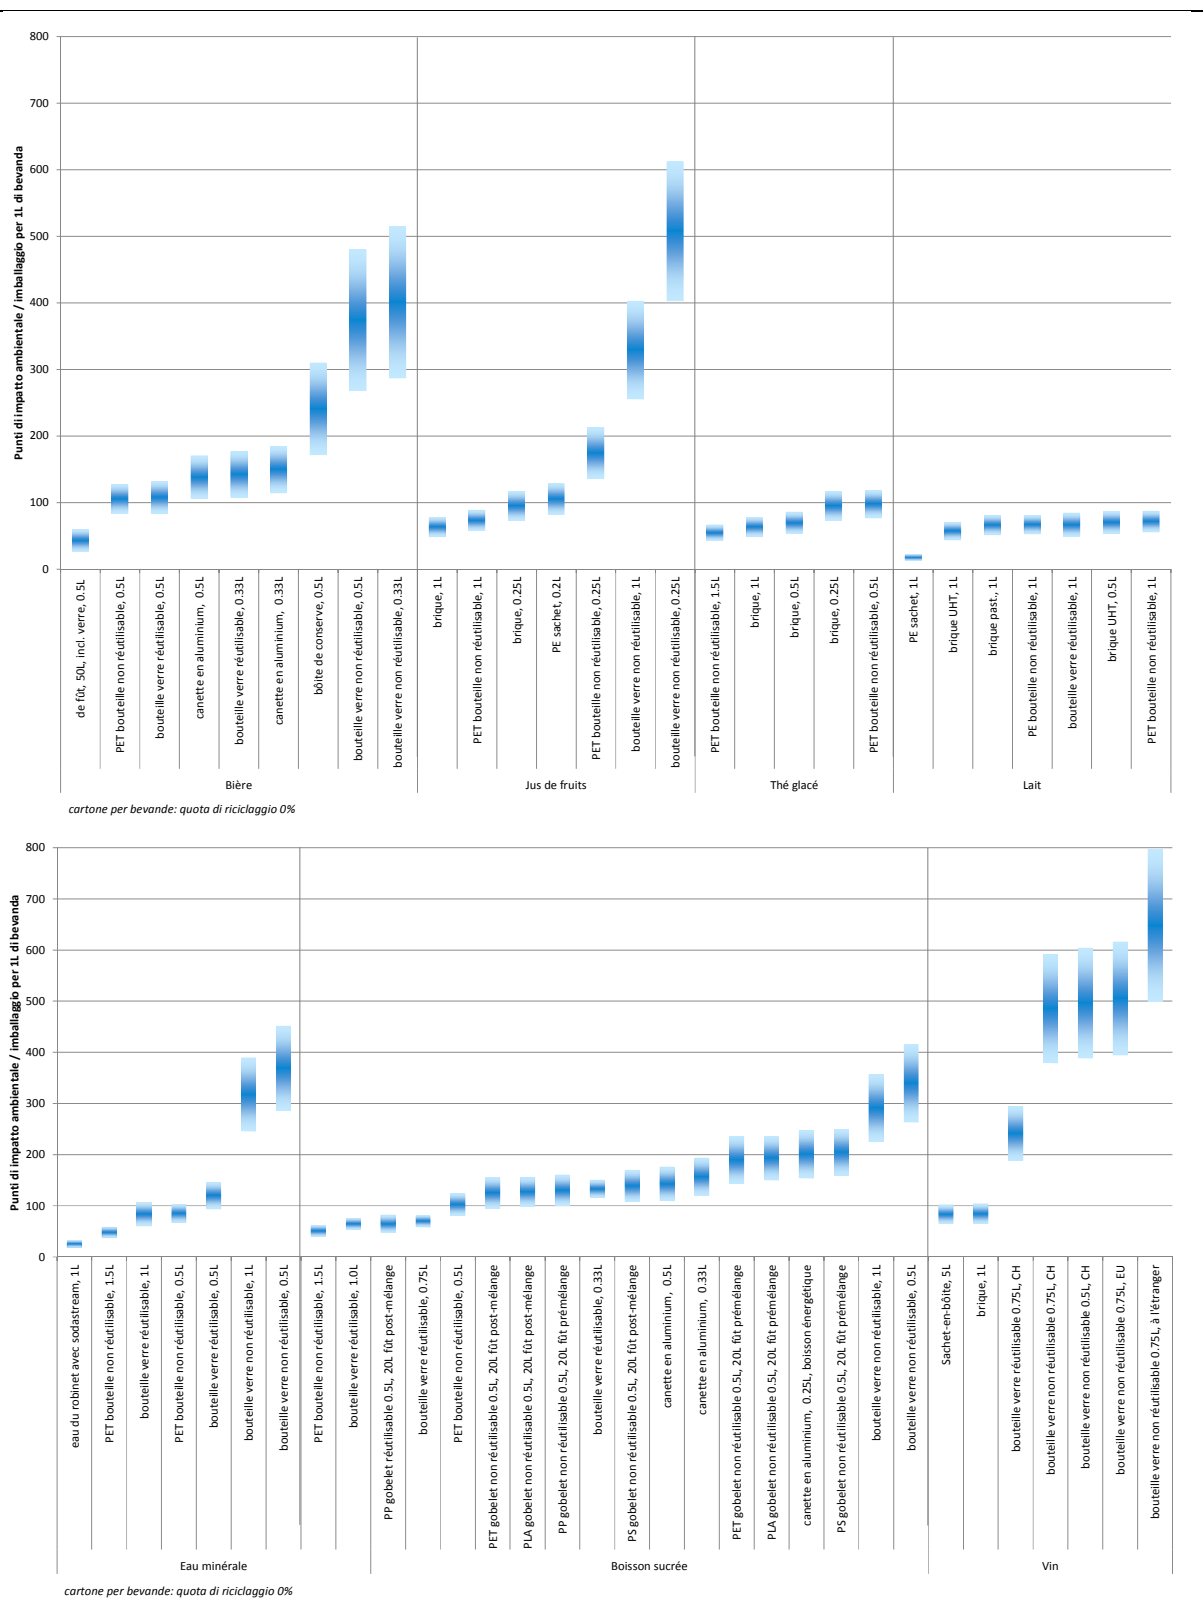 Punti di impatto ambientale / imballaggio per 1L di bevanda
800
700
600
500
400
300
200
100
0
de fût, 50L, incl. verre, 0.5L
PET bouteille non réutilisable, 0.5L
bouteille verre réutilisable, 0.5L
canette en aluminium, 0.5L
bouteille verre réutilisable, 0.33L
canette en aluminium, 0.33L
bôite de conserve, 0.5L
bouteille verre non réutilisable, 0.5L
bouteille verre non réutilisable, 0.33L
brique, 1L
PET bouteille non réutilisable, 1L
brique, 0.25L
PE sachet, 0.2L
PET bouteille non réutilisable, 0.25L
bouteille verre non réutilisable, 1L
bouteille verre non réutilisable, 0.25L
PET bouteille non réutilisable, 1.5L
brique, 1L
brique, 0.5L
brique, 0.25L
PET bouteille non réutilisable, 0.5L
PE sachet, 1L
brique UHT, 1L
brique past., 1L
PE bouteille non réutilisable, 1L
bouteille verre réutilisable, 1L
brique UHT, 0.5L
PET bouteille non réutilisable, 1L
Bière
Jus de fruits
Thé glacé
Lait
cartone per bevande: quota di riciclaggio 0%
Punti di impatto ambientale / imballaggio per 1L di bevanda
800
700
600
500
400
300
200
100
0
eau du robinet avec sodastream, 1L
PET bouteille non réutilisable, 1.5L
bouteille verre réutilisable, 1L
PET bouteille non réutilisable, 0.5L
bouteille verre réutilisable, 0.5L
bouteille verre non réutilisable, 1L
bouteille verre non réutilisable, 0.5L
PET bouteille non réutilisable, 1.5L
bouteille verre réutilisable, 1.0L
PP gobelet réutilisable 0.5L, 20L fût post-mélange
bouteille verre réutilisable, 0.75L
PET bouteille non réutilisable, 0.5L
PET gobelet non réutilisable 0.5L, 20L fût post-mélange
PLA gobelet non réutilisable 0.5L, 20L fût post-mélange
PP gobelet non réutilisable 0.5L, 20L fût prémélange
bouteille verre réutilisable, 0.33L
PS gobelet non réutilisable 0.5L, 20L fût post-mélange
canette en aluminium, 0.5L
canette en aluminium, 0.33L
PET gobelet non réutilisable 0.5L, 20L fût prémélange
PLA gobelet non réutilisable 0.5L, 20L fût prémélange
canette en aluminium, 0.25L, boisson énergétique
PS gobelet non réutilisable 0.5L, 20L fût prémélange
bouteille verre non réutilisable, 1L
bouteille verre non réutilisable, 0.5L
Sachet-en-bôite, 5L
brique, 1L
bouteille verre réutilisable 0.75L, CH
bouteille verre non réutilisable 0.75L, CH
bouteille verre non réutilisable 0.5L, CH
bouteille verre non réutilisable 0.75L, EU
bouteille verre non réutilisable 0.75L, à l'étranger
Eau minérale
Boisson sucrée
Vin
cartone per bevande: quota di riciclaggio 0%